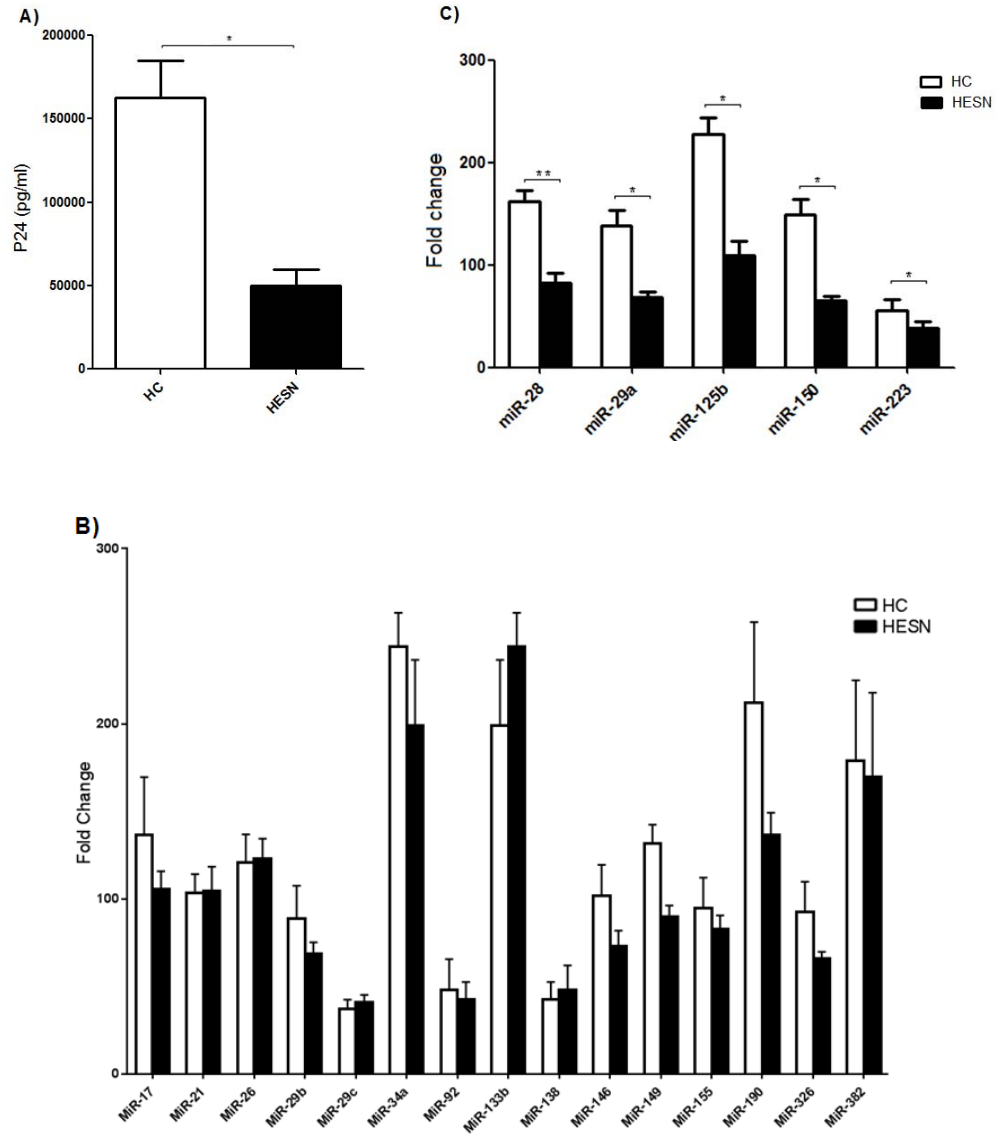 A)
200000
150000
100000
50000
0
P24 (pg/ml)
*
HC
HESN
C)
300
200
100
0
Fold change
**
*
*
*
*
HC
HESN
miR-28
miR-29a
miR-125b
miR-150
miR-223
B)
300
200
100
0
Fold Change
HC
HESN
MiR-17
MiR-21
MiR-26
MiR-29b
MiR-29c
MiR-34a
MiR-92
MiR-133b
MiR-138
MiR-146
MiR-149
MiR-155
MiR-190
MiR-326
MiR-382